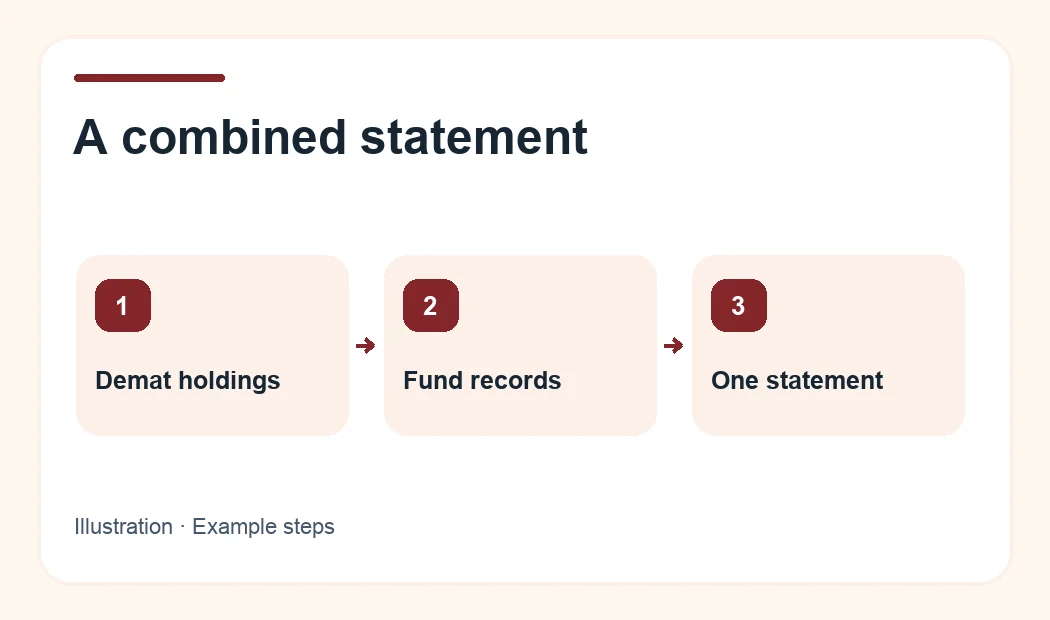 A combined statement
1
Demat holdings
2
Fund records
3
One statement
Illustration · Example steps